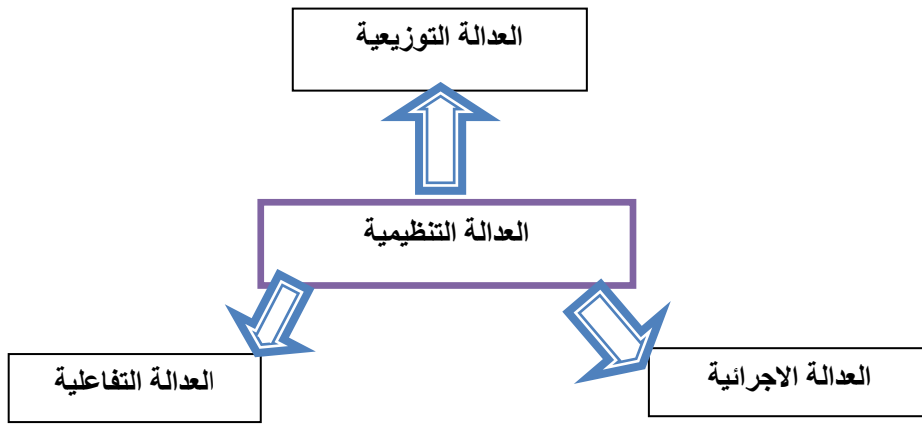 العدالة التوزيعية
العدالة التنظيمية
العدالة الاجرائية
العدالة التفاعلية